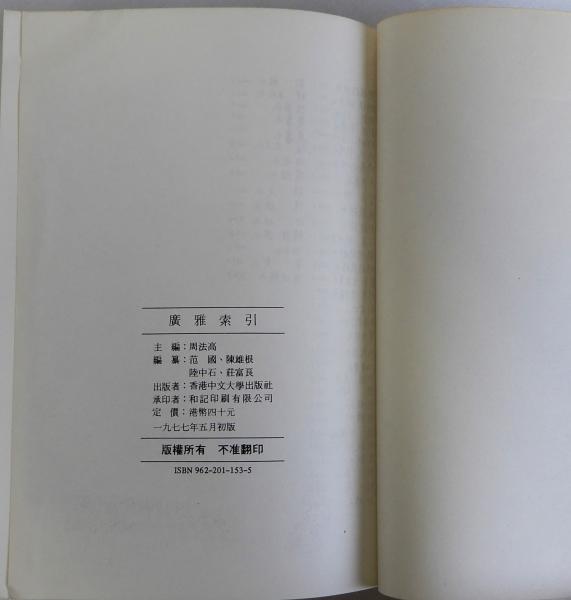 廣雅索引
主編：周法高
編纂：范國、陳維根
陸中石、莊富良
出版者：香港中文大學出版社
承印者：和記印刷有限公司
定價：港幣四十元
一九七七年五月初版
版權所有 不准翻印
ISBN 962-201-153-5